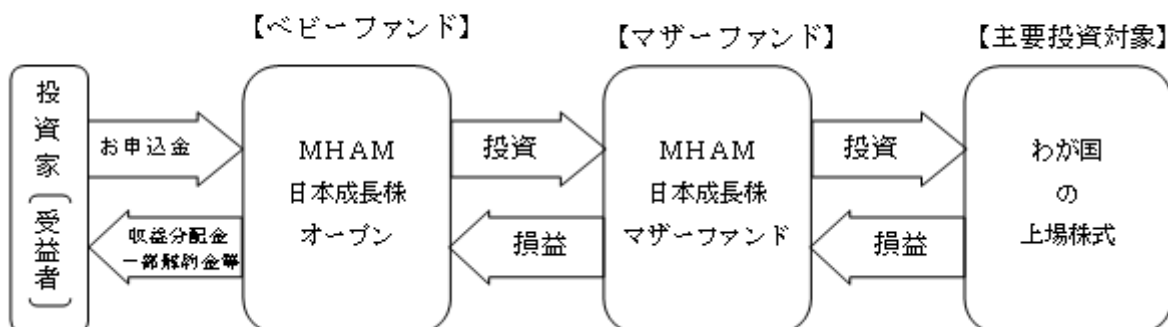 【ベビーファンド】
【マザーファンド】
【主要投資対象】
投資家（受益者）
お申込金
収益分配金
一部解約金等
MHAM
日本成長株
オープン
投資
損益
MHAM
日本成長株
マザーファンド
投資
損益
わが国
の
上場株式